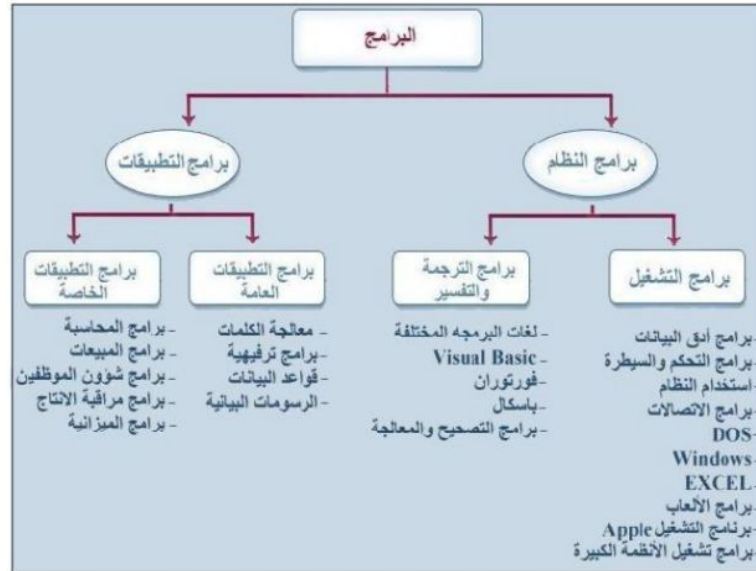 البرامج
برامج النظام
برامج التطبيقات
برامج التشغيل
برامج الترجمة
والتفسير
برامج التطبيقات
العامة
برامج التطبيقات
الخاصة
- برامج أدق البيانات
- برامج التحكم والسيطرة
- استخدام النظام
- برامج الاتصالات
- DOS
- Windows
- EXCEL
- برامج الألعاب
- برنامج التشغيل Apple
- برامج تشغيل الأنظمة الكبيرة
- لغات البرمجه المختلفة
- Visual Basic
- فورتوران
- باسكال
- برامج التصحيح والمعالجة
- معالجة الكلمات
- برامج ترفيهية
- قواعد البيانات
- الرسومات البيانية
- برامج المحاسبة
- برامج المبيعات
- برامج شؤون الموظفين
- برامج مراقبة الانتاج
- برامج الميزانية